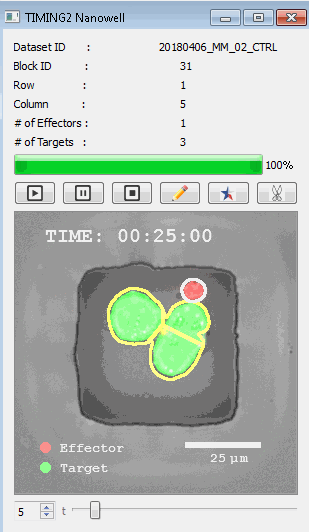 TIMING2 Nanowell
Dataset ID : 20180406_MM_02_CTRL
Block ID : 31
Row : 1
Column : 5
# of Effectors : 1
# of Targets : 3
100%
TIME: 00:25:00
Effector
Target
25 µm
5 t